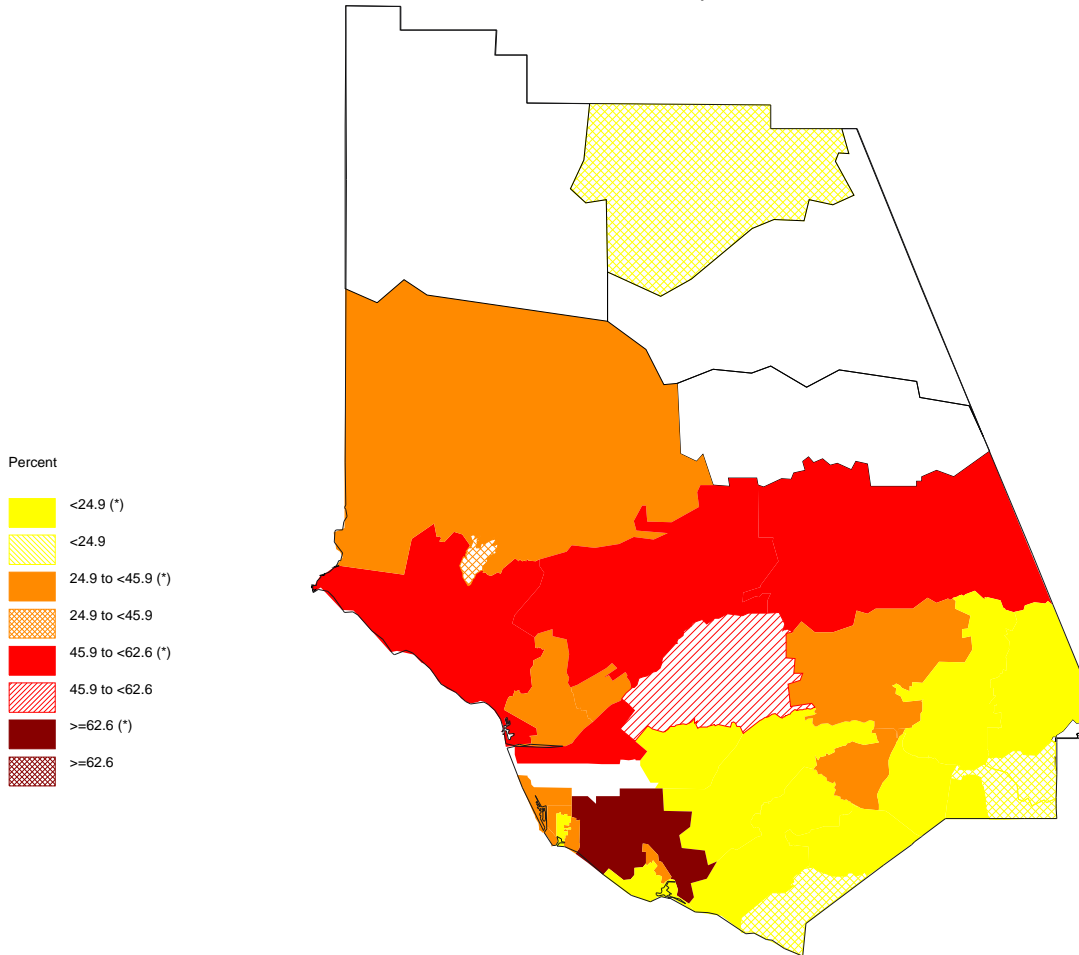 Percent
<24.9 (*)
<24.9
24.9 to <45.9 (*)
24.9 to <45.9
45.9 to <62.6 (*)
45.9 to <62.6
>=62.6 (*)
>=62.6